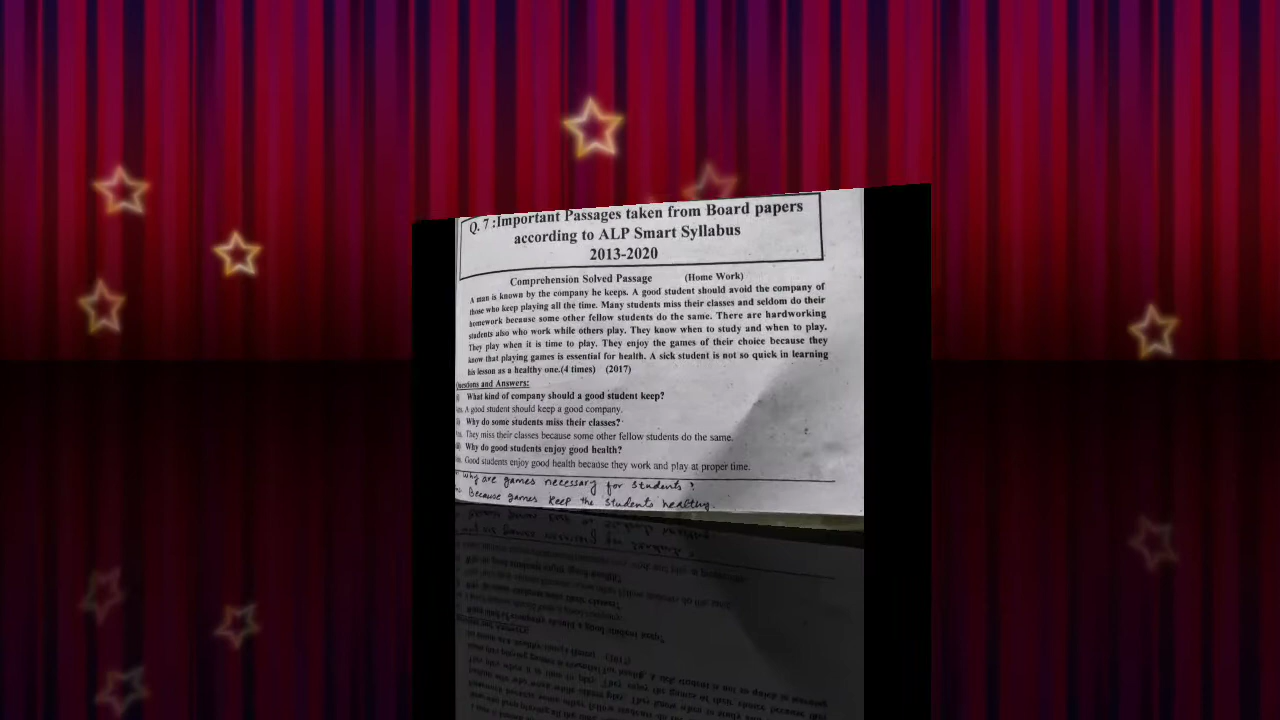 Q. 7 :Important Passages taken from Board papers
according to ALP Smart Syllabus
2013-2020
Comprehension Solved Passage (Home Work)
A man is known by the company he keeps. A good student should avoid the company of
those who keep playing all the time. Many students miss their classes and seldom do their
homework because some other fellow students do the same. There are hardworking
students also who work while others play. They know when to study and when to play.
They play when it is time to play. They enjoy the games of their choice because they
know that playing games is essential for health. A sick student is not so quick in learning
his lesson as a healthy one.(4 times) (2017)
Questions and Answers:
What kind of company should a good student keep?
A good student should keep a good company.
Why do some students miss their classes?
They miss their classes because some other fellow students do the same.
Why do good students enjoy good health?
Good students enjoy good health because they work and play at proper time.
Why are games necessary for students?
Because games keep the students healthy.